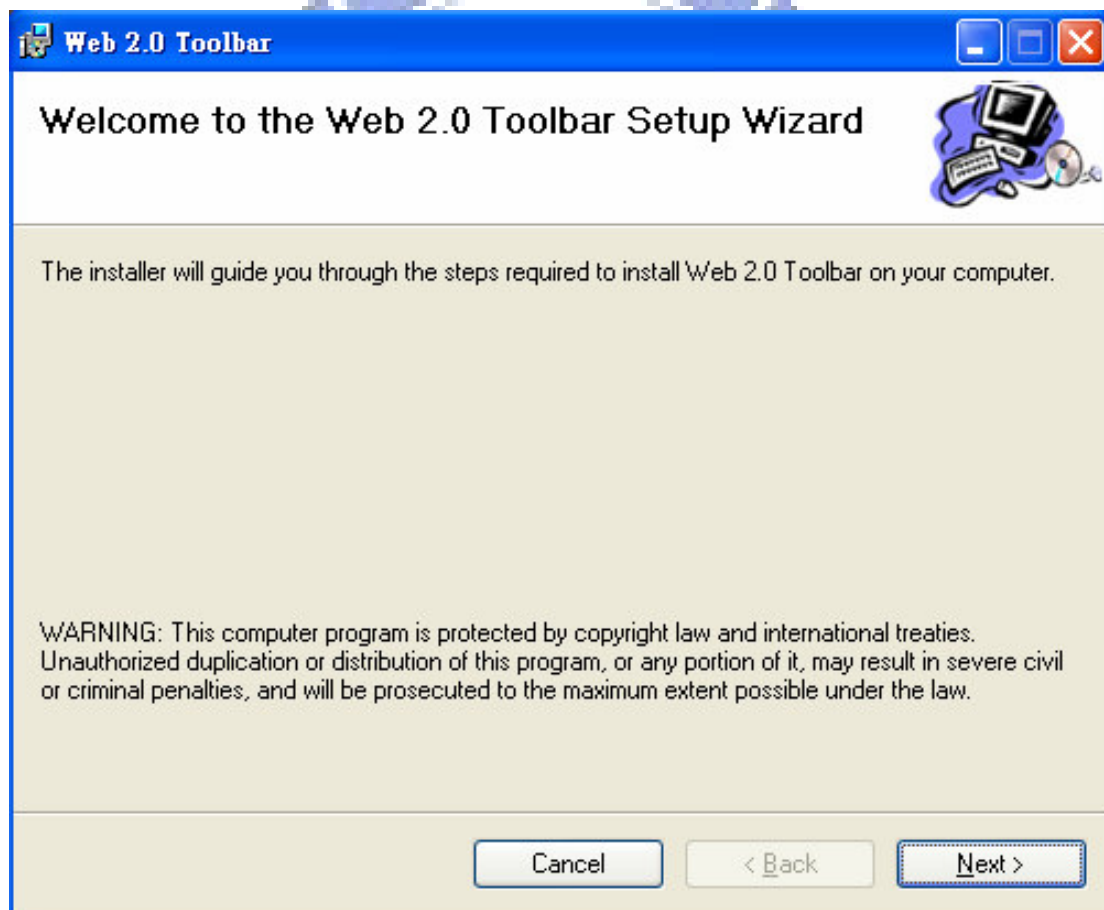 Web 2.0 Toolbar
Welcome to the Web 2.0 Toolbar Setup Wizard
The installer will guide you through the steps required to install Web 2.0 Toolbar on your computer.
WARNING: This computer program is protected by copyright law and international treaties.
Unauthorized duplication or distribution of this program, or any portion of it, may result in severe civil
or criminal penalties, and will be prosecuted to the maximum extent possible under the law.
Cancel
< Back
Next >